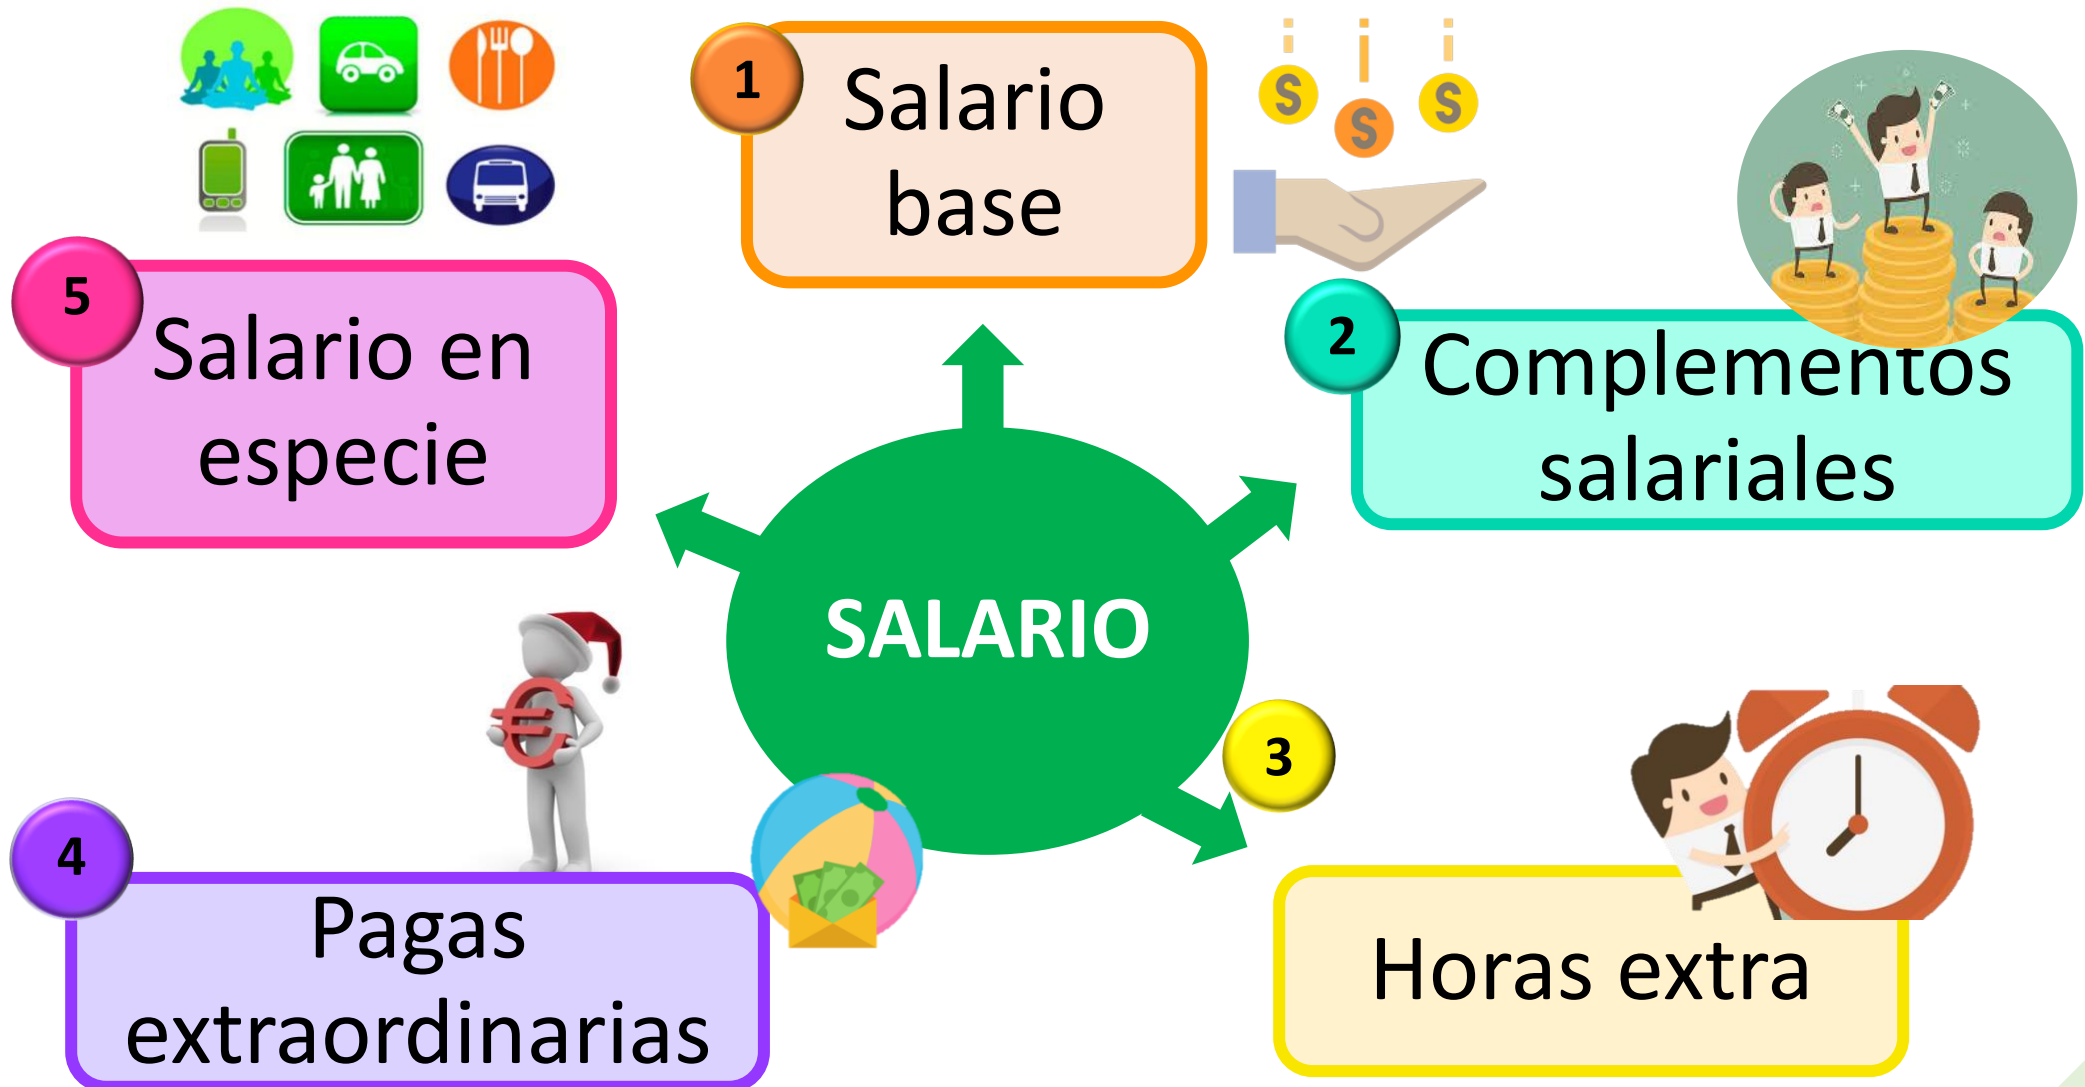 1
Salario
base
2
Complementos
salariales
3
Horas extra
4
Pagas
extraordinarias
5
Salario en
especie
SALARIO
$
$
$
€